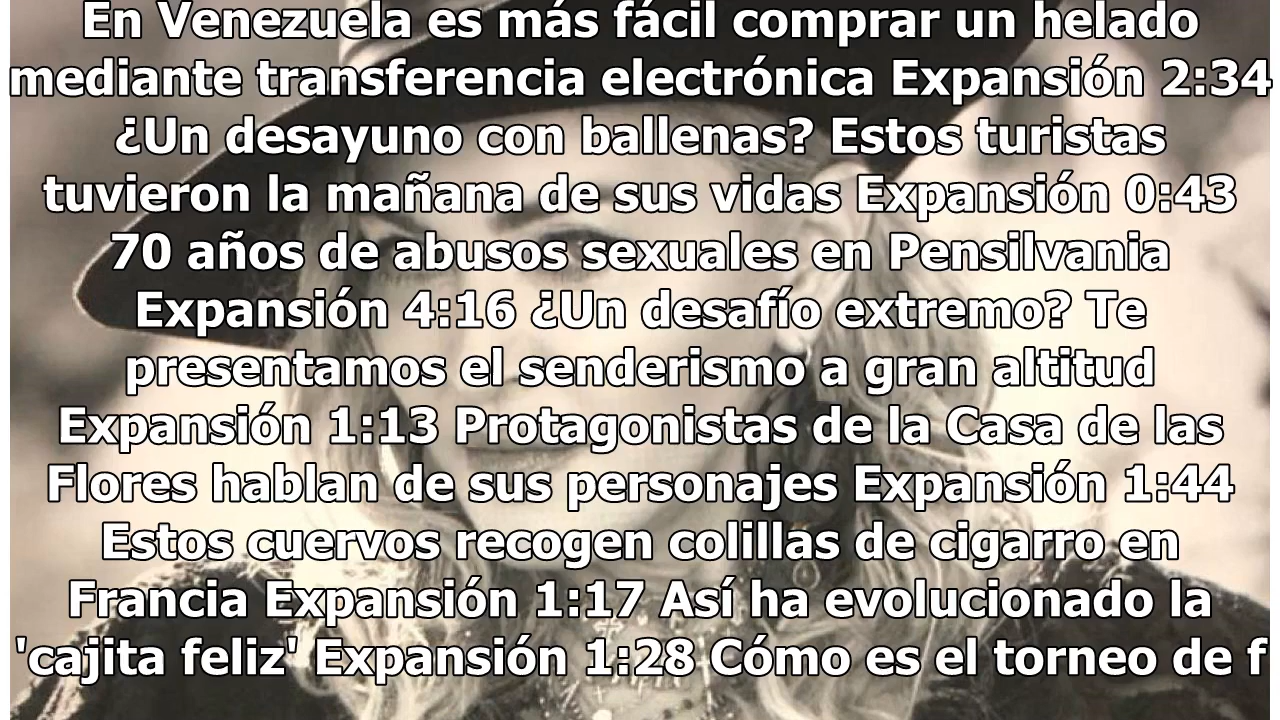 En Venezuela es más fácil comprar un helado
mediante transferencia electrónica Expansión 2:34
¿Un desayuno con ballenas? Estos turistas
tuvieron la mañana de sus vidas Expansión 0:43
70 años de abusos sexuales en Pensilvania
Expansión 4:16 ¿Un desafío extremo? Te
presentamos el senderismo a gran altitud
Expansión 1:13 Protagonistas de la Casa de las
Flores hablan de sus personajes Expansión 1:44
Estos cuervos recogen colillas de cigarro en
Francia Expansión 1:17 Así ha evolucionado la
'cajita feliz' Expansión 1:28 Cómo es el torneo de f